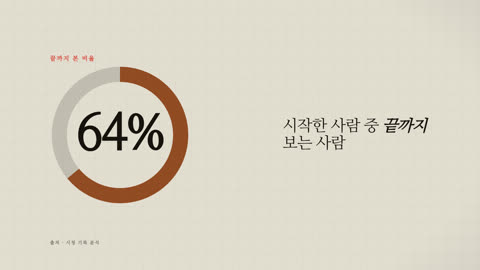 끝까지 본 비율
64%
시작한 사람 중 끝까지
보는 사람
출처 · 시청 기록 분석